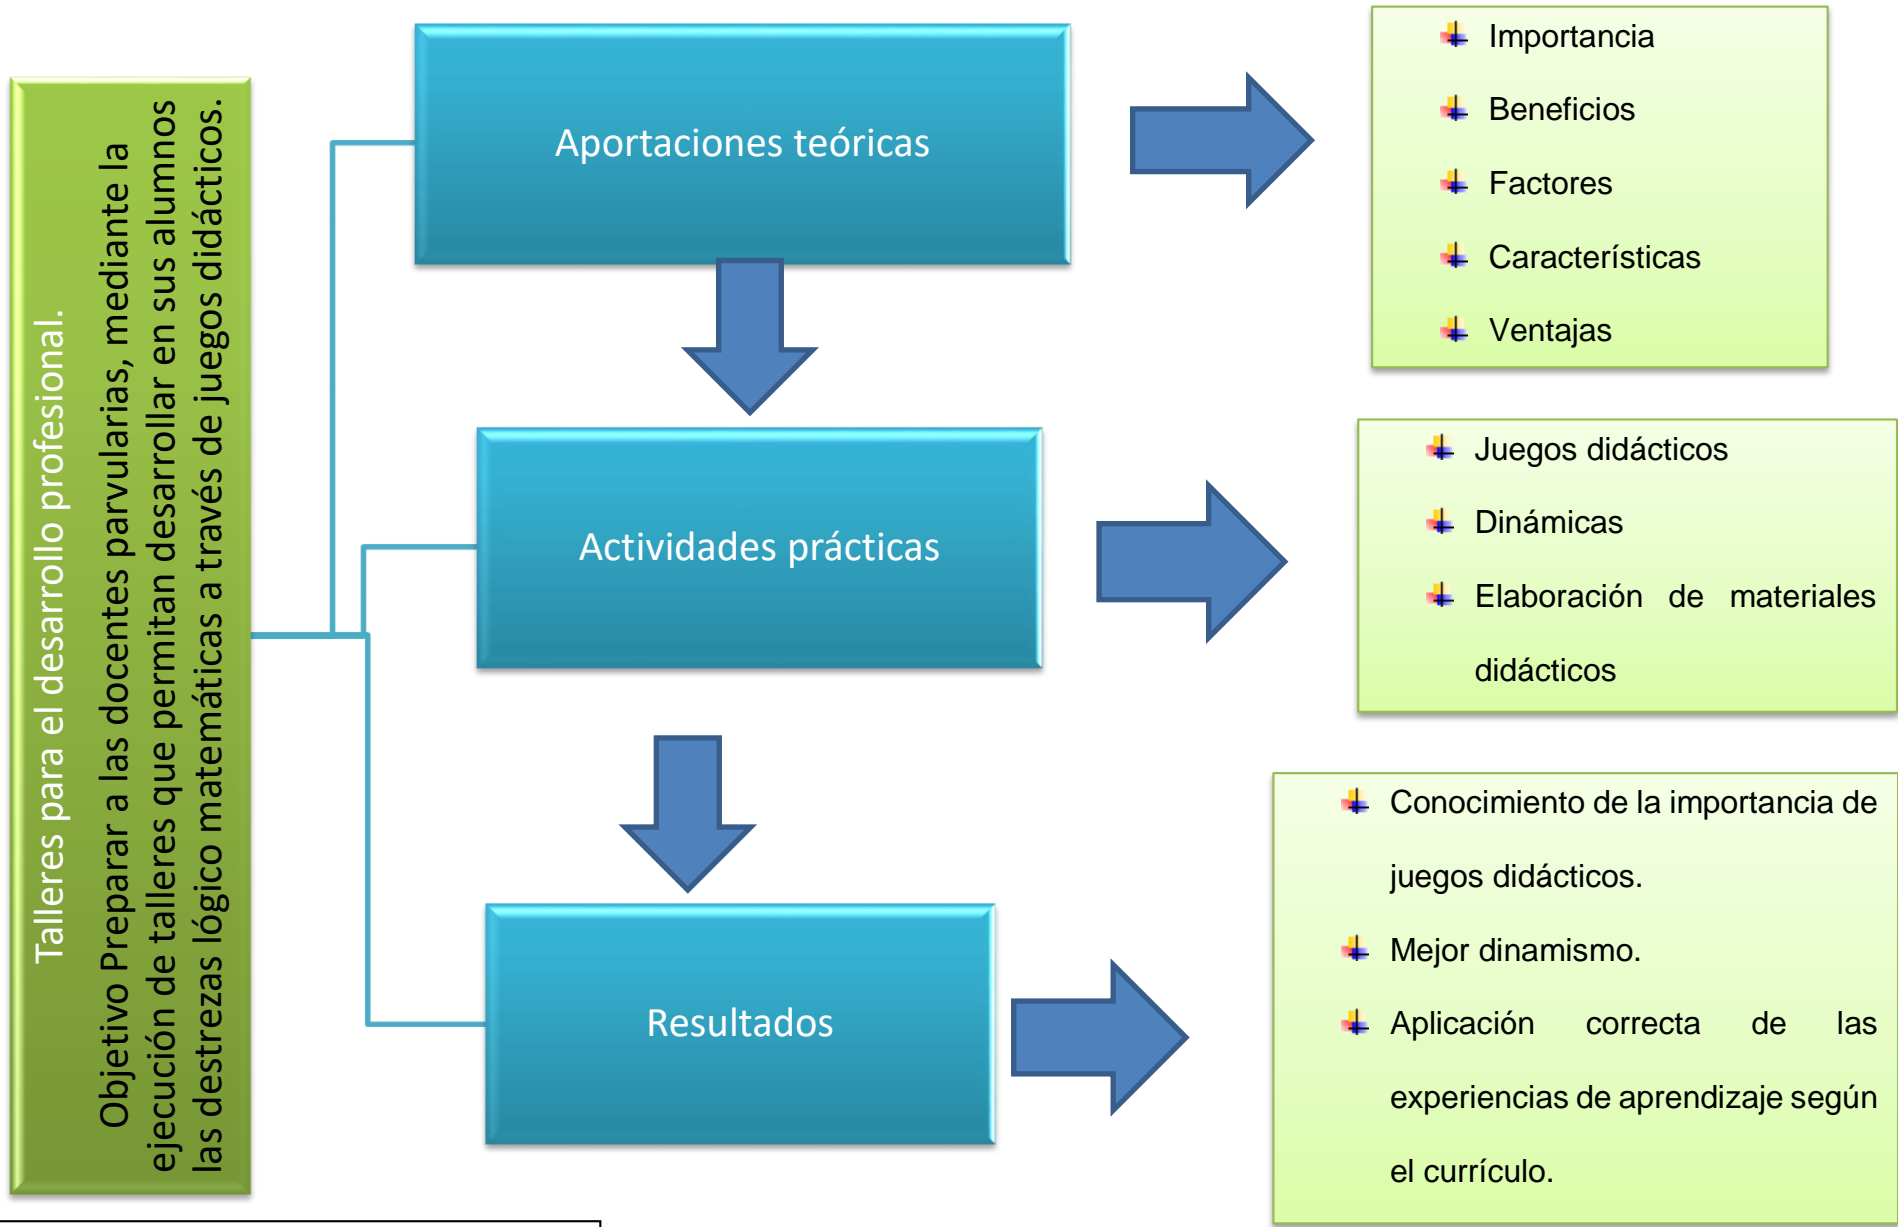 Talleres para el desarrollo profesional.
Objetivo Preparar a las docentes parvularias, mediante la
ejecución de talleres que permitan desarrollar en sus alumnos
las destrezas lógico matemáticas a través de juegos didácticos.
Aportaciones teóricas
Importancia
Beneficios
Factores
Características
Ventajas
Actividades prácticas
Juegos didácticos
Dinámicas
Elaboración de materiales
didácticos
Resultados
Conocimiento de la importancia de
juegos didácticos.
Mejor dinamismo.
Aplicación correcta de las
experiencias de aprendizaje según
el currículo.